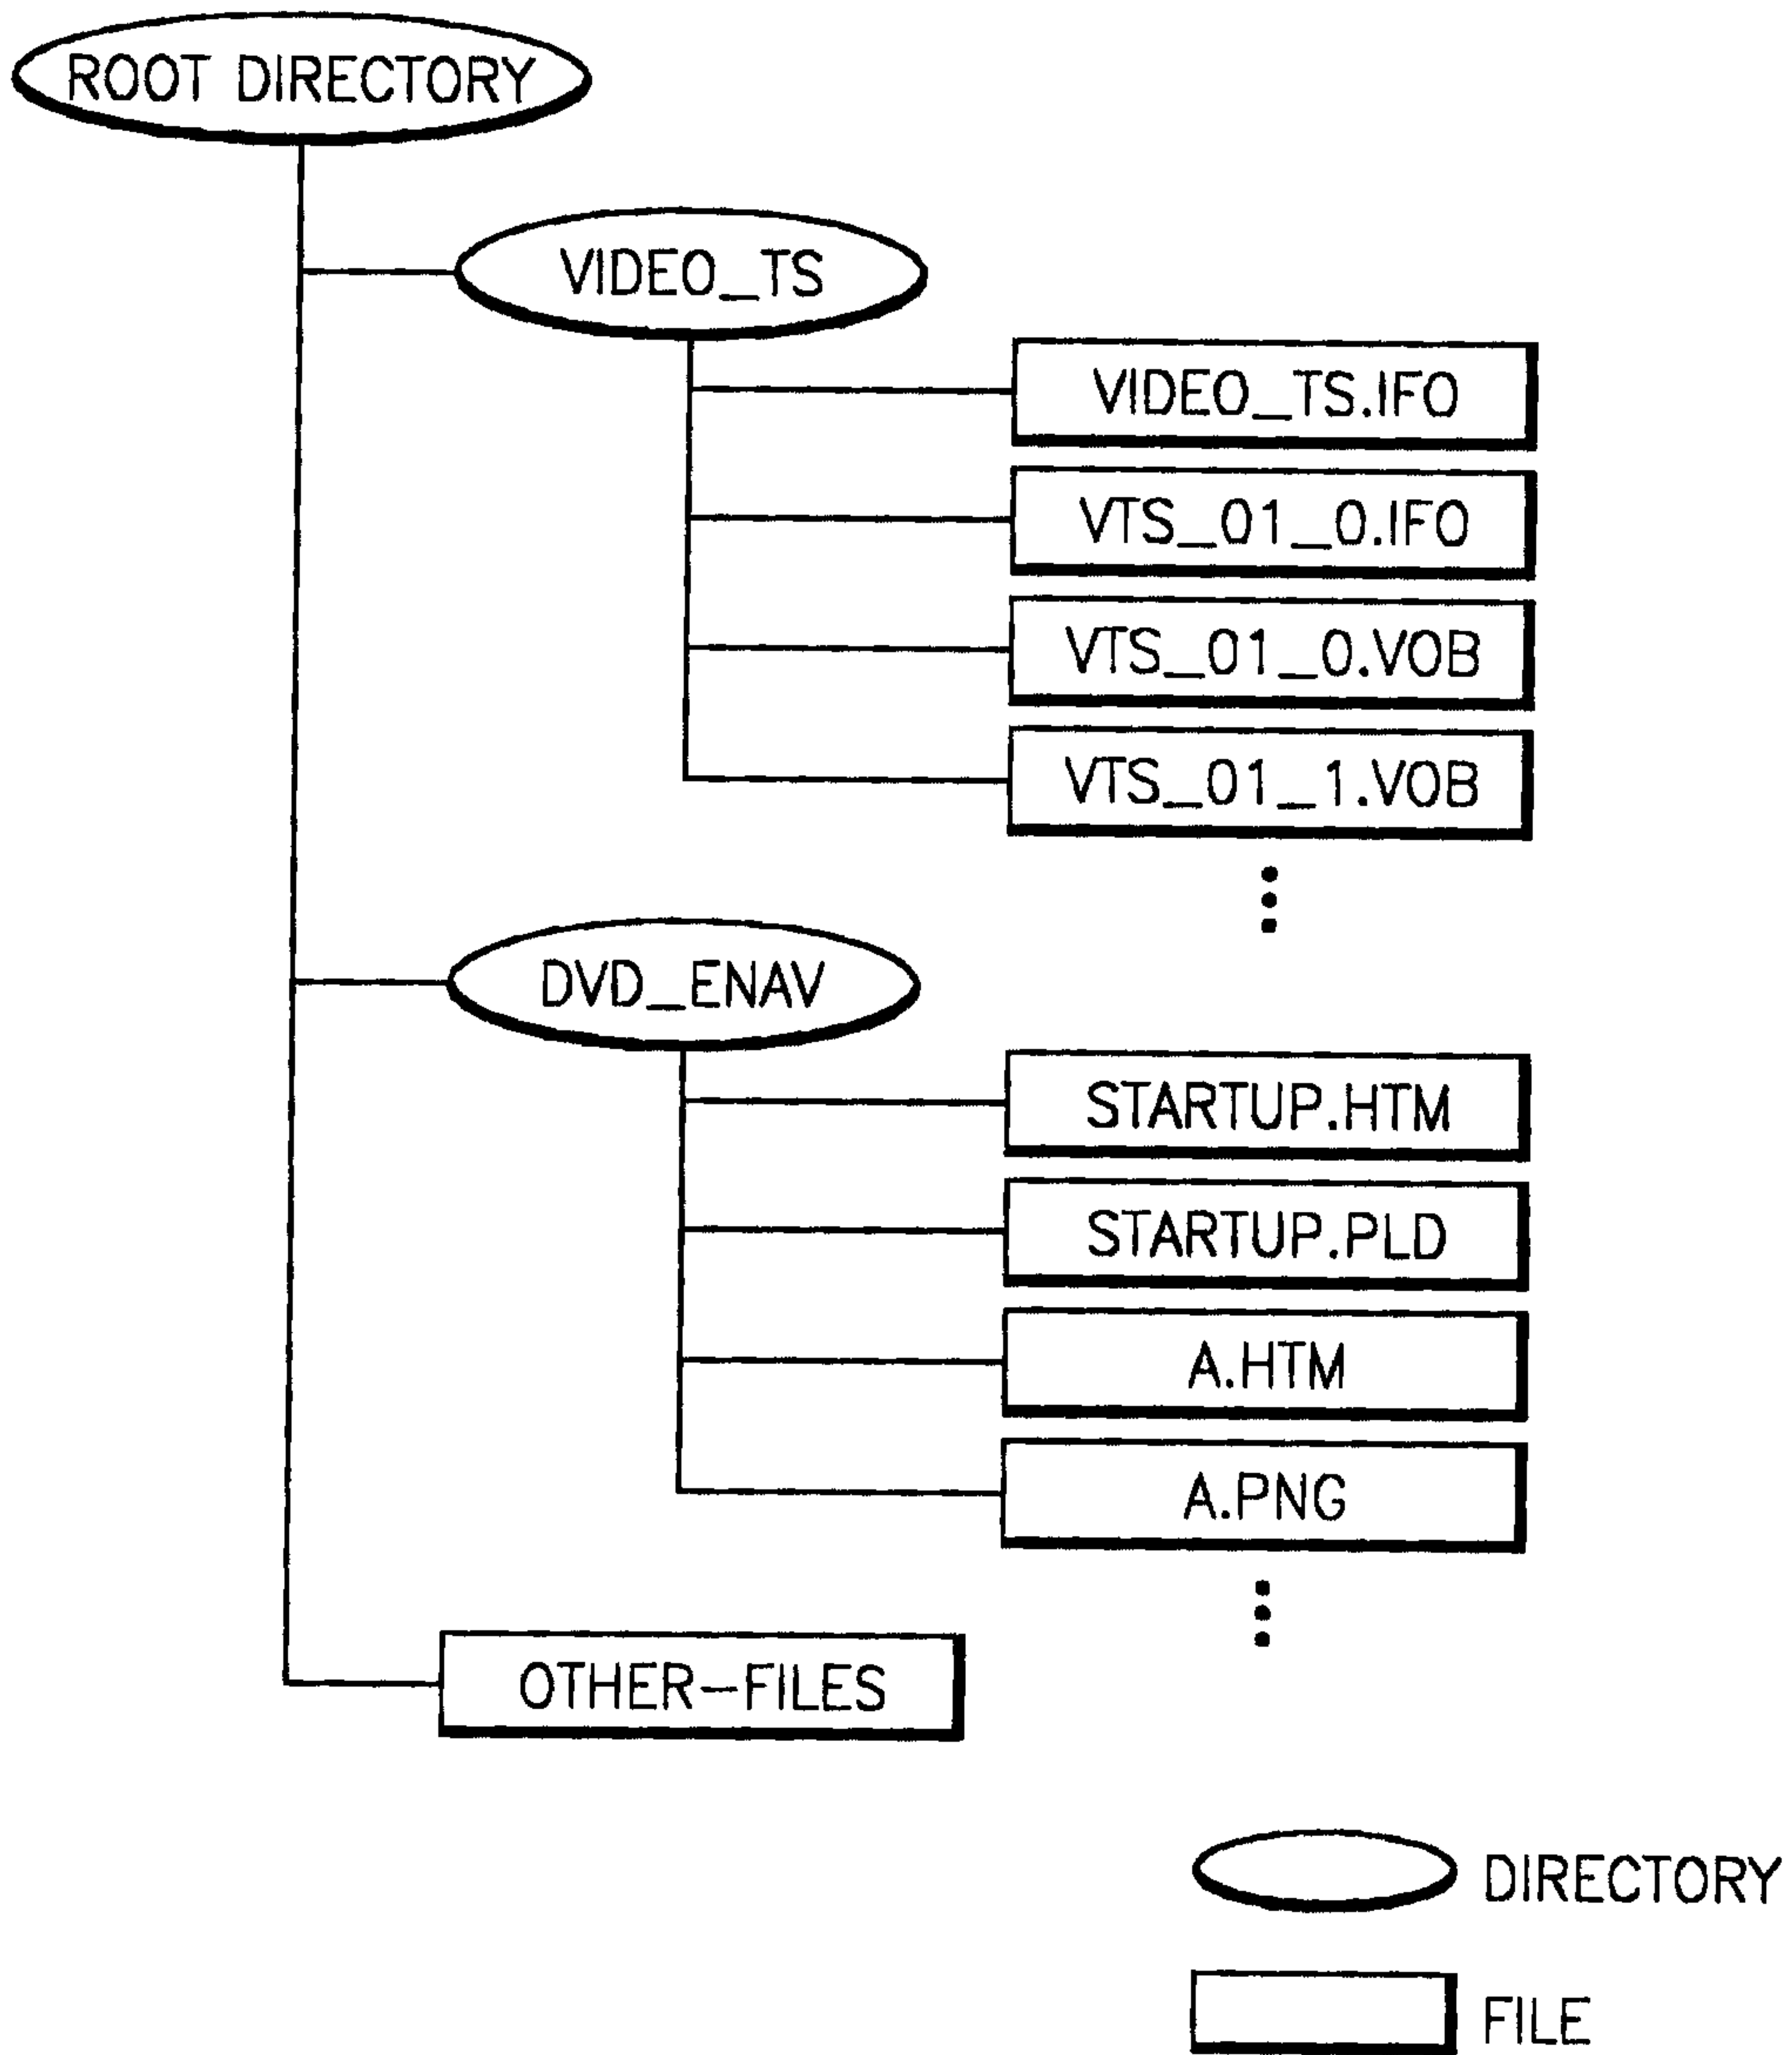 ROOT DIRECTORY
VIDEO_TS
VIDEO_TS.IFO
VTS_01_0.IFO
VTS_01_0.VOB
VTS_01_1.VOB
DVD_ENAV
STARTUP.HTM
STARTUP.PLD
A.HTM
A.PNG
OTHER-FILES
DIRECTORY
FILE